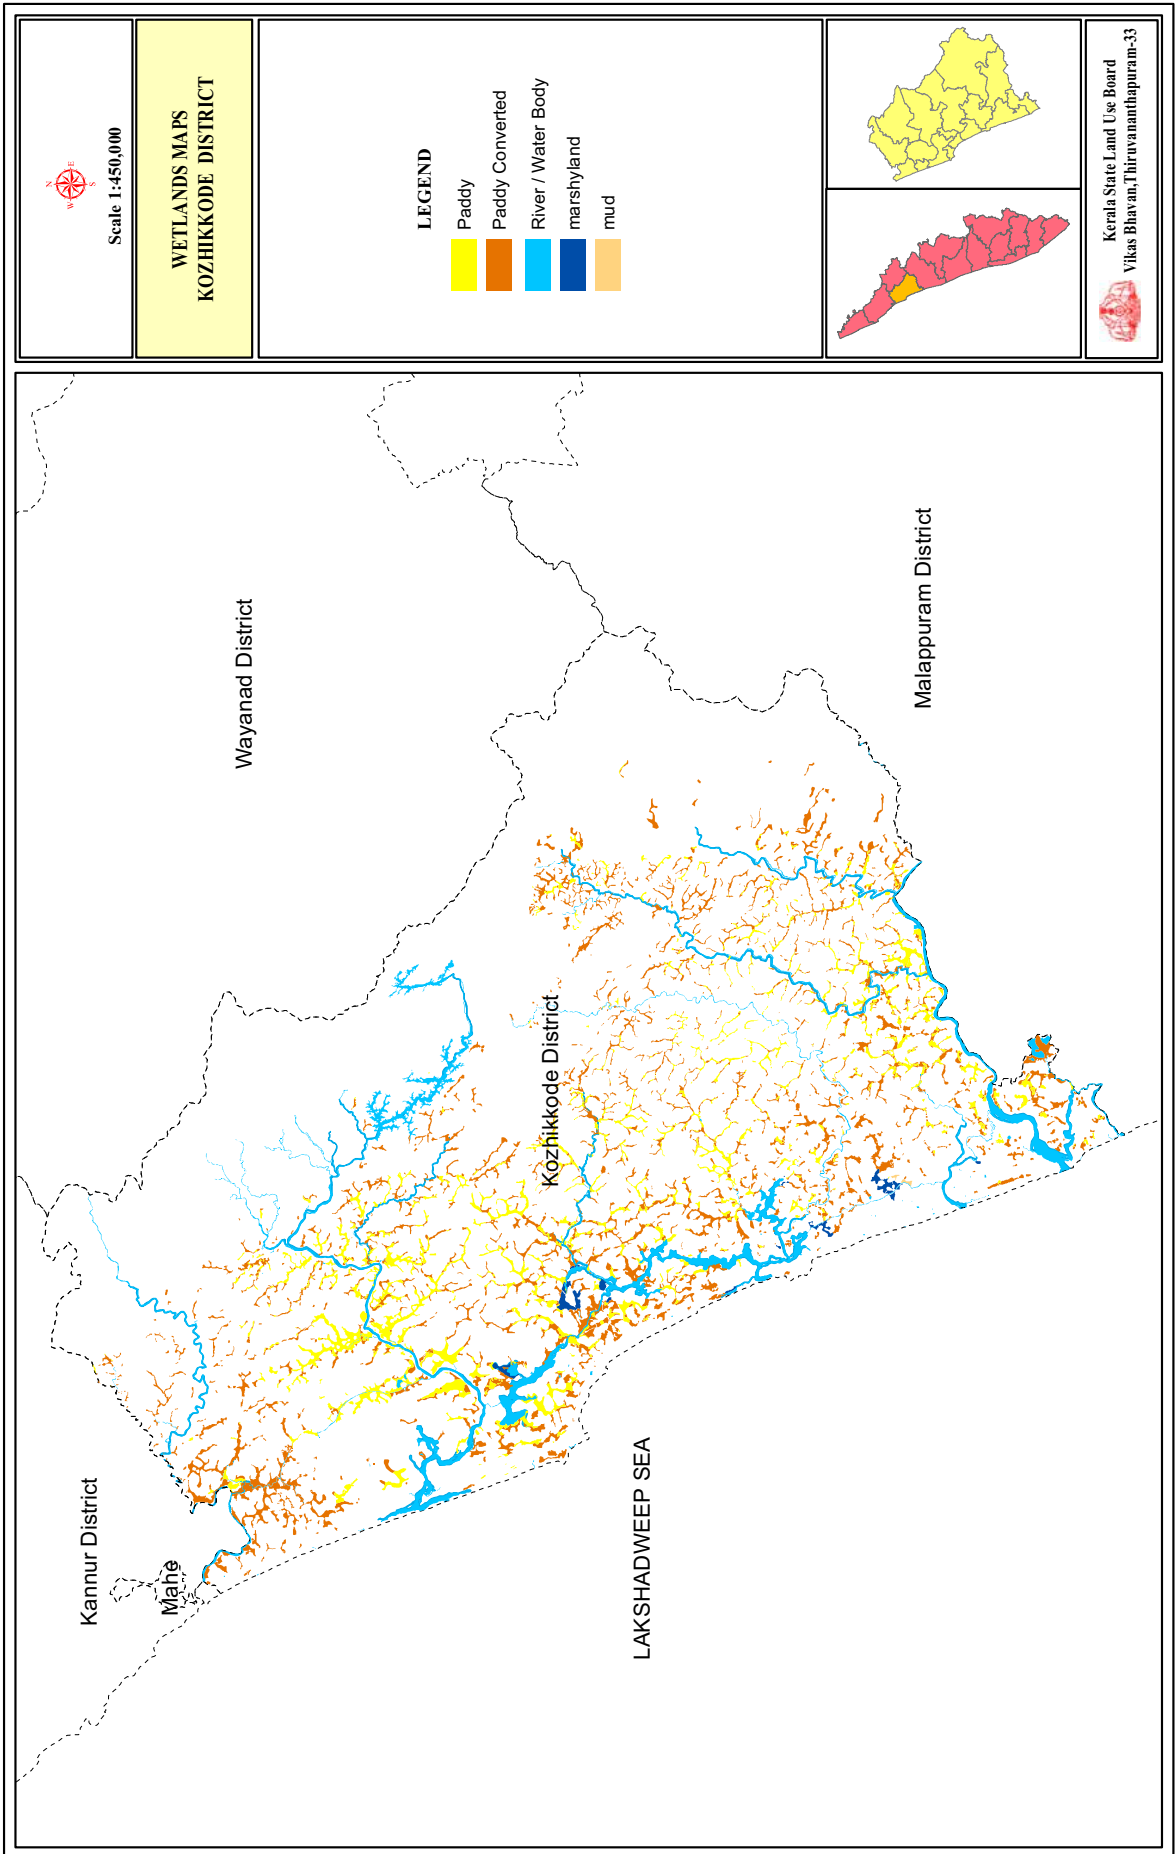 N
W
E
S
Scale 1:450,000
WETLANDS MAPS
KOZHIKKODE DISTRICT
LEGEND
Paddy
Paddy Converted
River / Water Body
marshyland
mud
Kerala State Land Use Board
Vikas Bhavan,Thiruvananthapuram-33
Wayanad District
Malappuram District
Kozhikkode District
Kannur District
Mahe
LAKSHADWEEP SEA